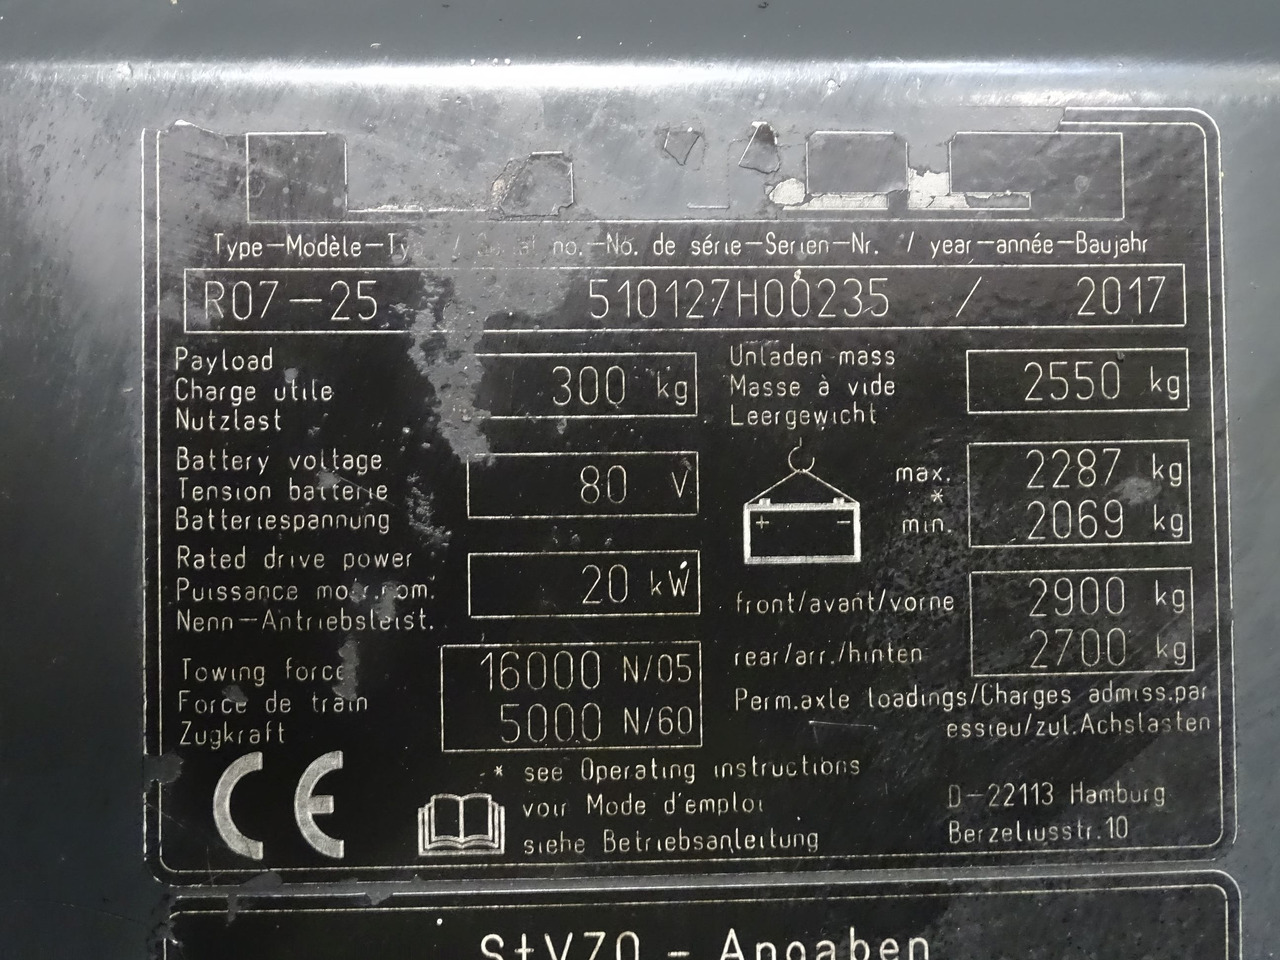 Type-Modèle-Ty / no.-No. de série-Serien-Nr. / year-année-Baujahr
R07-25 510127H00235 / 2017
Payload
Charge utile
Nutzlast
300 kg
Unladen mass
Masse à vide
Leergewicht
2550 kg
Battery voltage
Tension batterie
Batteriespannung
80 V
max. 2287 kg
*
min. 2069 kg
+ -
Rated drive power
Puissance mot.nom.
Nenn-Antriebsleist.
20 kW
front/avant/vorne 2900 kg
rear/arr./hinten 2700 kg
Perm.axle loadings/Charges admiss.par
essieu/zul.Achslasten
Towing force
Force de train
Zugkraft
16000 N/05
5000 N/60
CE
* see Operating instructions
voir Mode d'emploi
siehe Betriebsanleitung
D-22113 Hamburg
Berzeliusstr.10
StVZO - Angaben